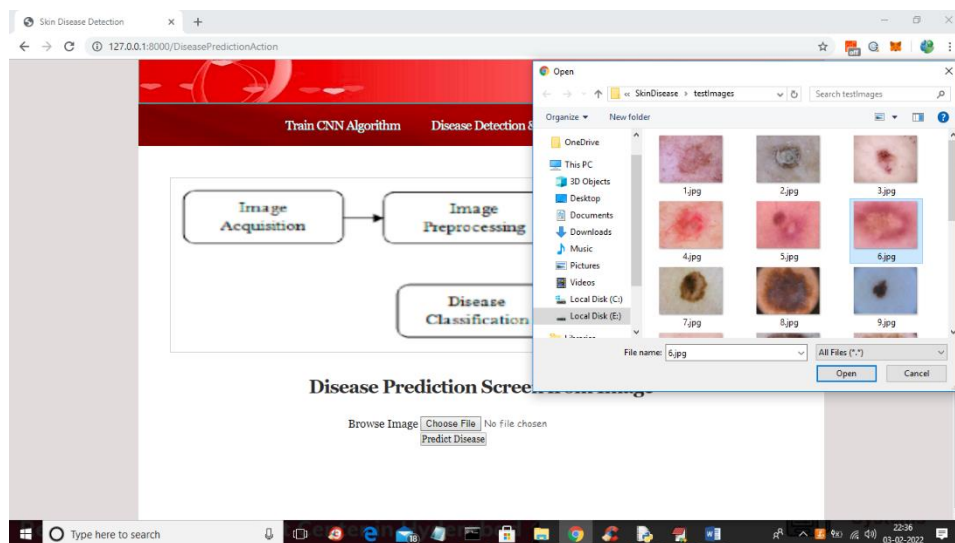 Skin Disease Detection
127.0.0.1:8000/DiseasePredictionAction
Open
« SkinDisease › testImages
Search testImages
Organize
New folder
Train CNN Algorithm
Disease Detection &
OneDrive
This PC
3D Objects
Desktop
Documents
Downloads
Music
Pictures
Videos
Local Disk (C:)
Local Disk (E:)
1.jpg
2.jpg
3.jpg
4.jpg
5.jpg
6.jpg
7.jpg
8.jpg
9.jpg
Image
Acquisition
Image
Preprocessing
Disease
Classification
File name: 6.jpg
All Files (*.*)
Open
Cancel
Disease Prediction Screen from Image
Browse Image Choose File No file chosen
Predict Disease
Type here to search
18
22:36
03-02-2022